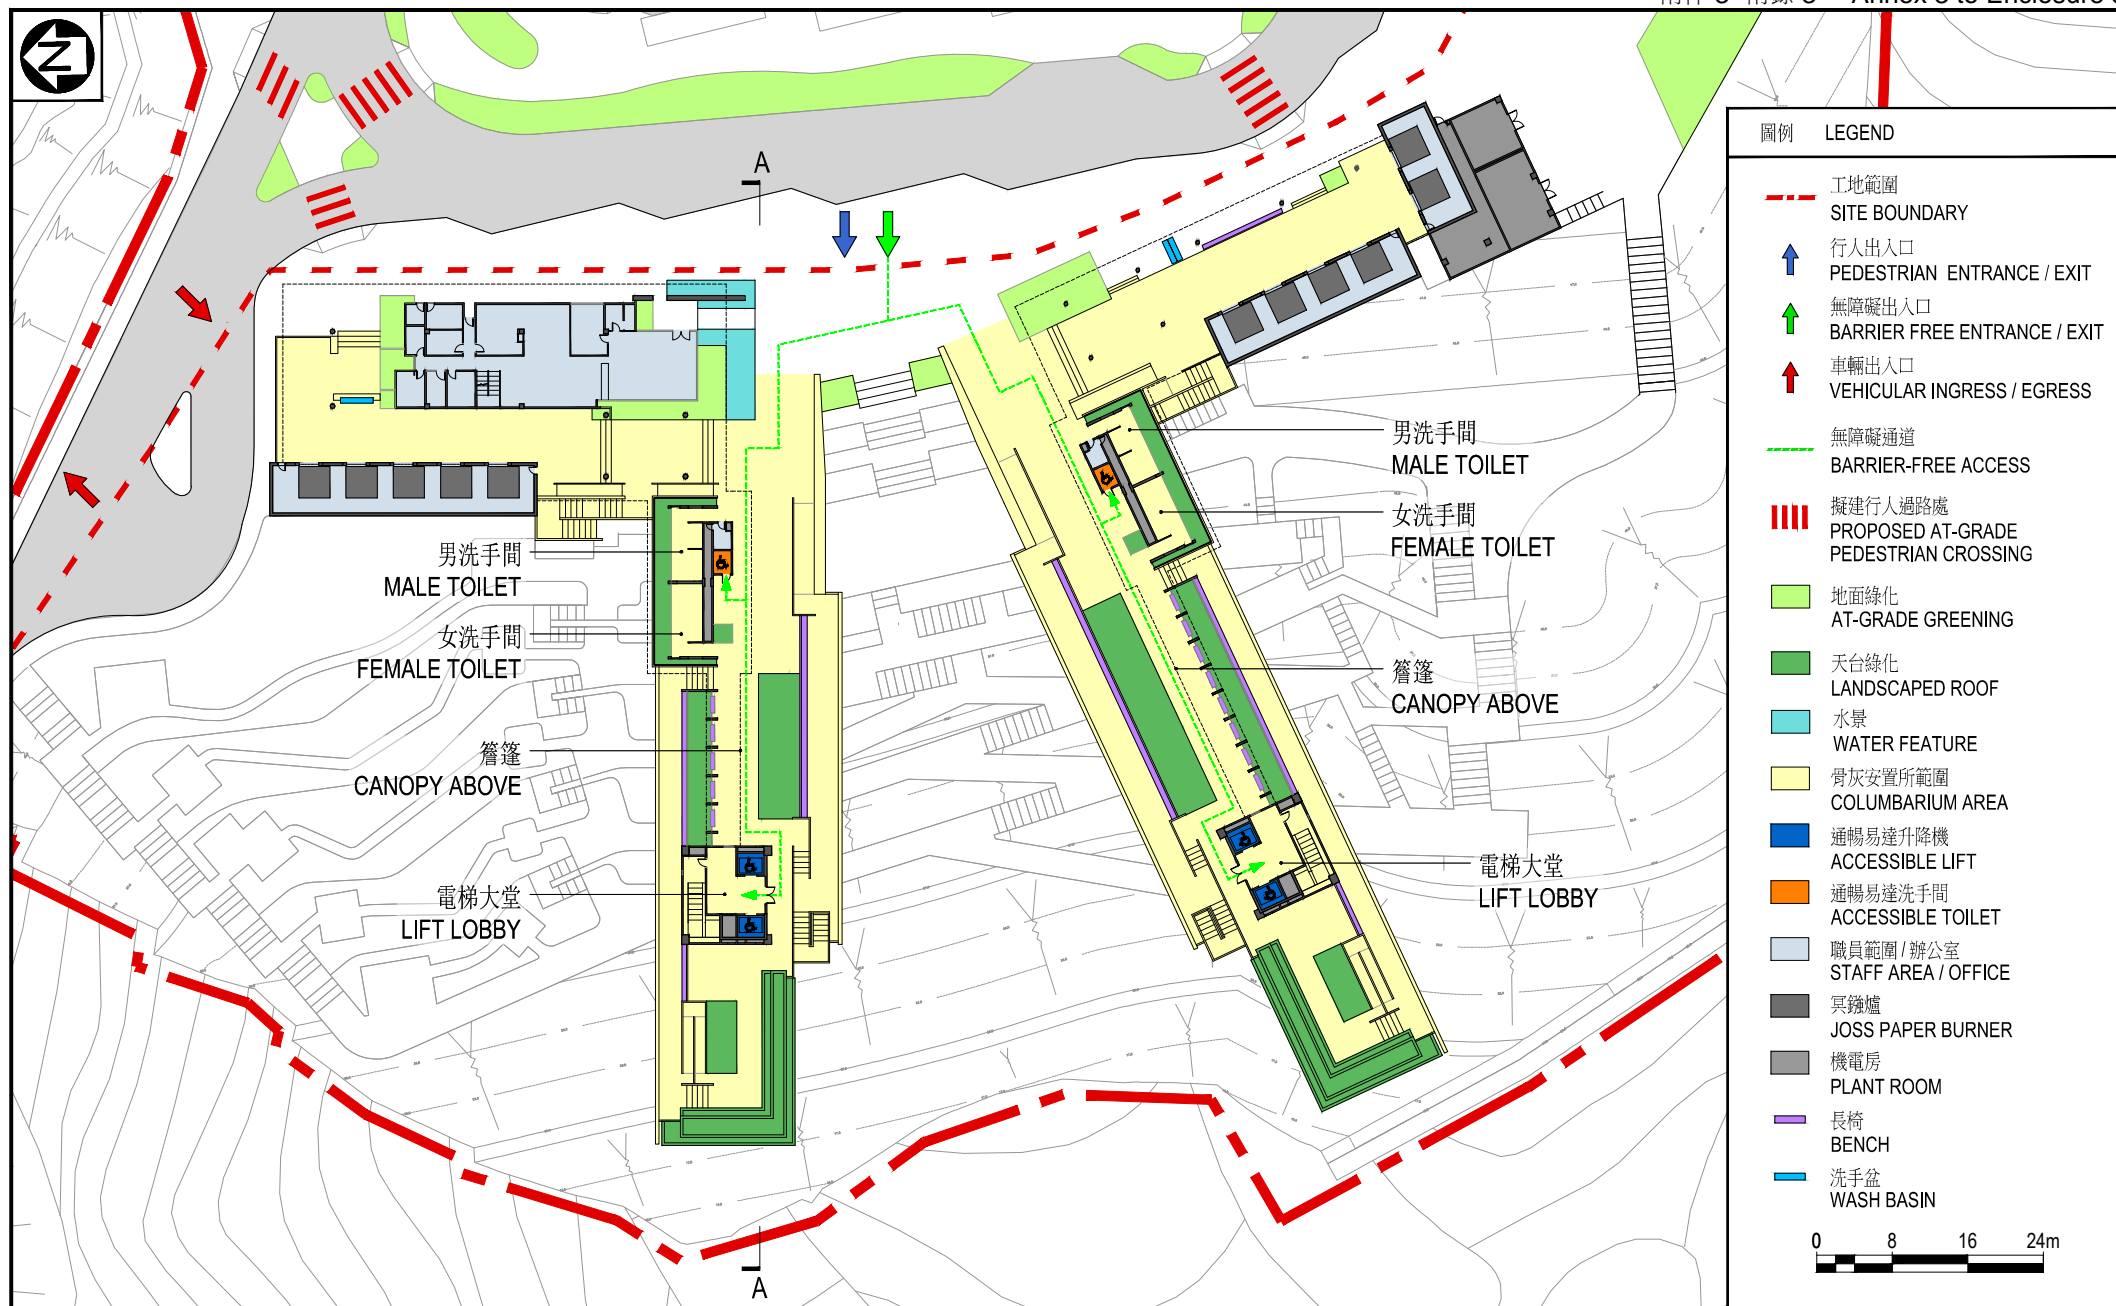 Annex 3 to Enclosure 3
N
A
男洗手間
MALE TOILET
女洗手間
FEMALE TOILET
簷篷
CANOPY ABOVE
電梯大堂
LIFT LOBBY
男洗手間
MALE TOILET
女洗手間
FEMALE TOILET
簷篷
CANOPY ABOVE
電梯大堂
LIFT LOBBY
A
圖例 LEGEND
工地範圍
SITE BOUNDARY
行人出入口
PEDESTRIAN ENTRANCE / EXIT
無障礙出入口
BARRIER FREE ENTRANCE / EXIT
車輛出入口
VEHICULAR INGRESS / EGRESS
無障礙通道
BARRIER-FREE ACCESS
擬建行人過路處
PROPOSED AT-GRADE
PEDESTRIAN CROSSING
地面綠化
AT-GRADE GREENING
天台綠化
LANDSCAPED ROOF
水景
WATER FEATURE
骨灰安置所範圍
COLUMBARIUM AREA
通暢易達升降機
ACCESSIBLE LIFT
通暢易達洗手間
ACCESSIBLE TOILET
職員範圍 / 辦公室
STAFF AREA / OFFICE
冥鏹爐
JOSS PAPER BURNER
機電房
PLANT ROOM
長椅
BENCH
洗手盆
WASH BASIN
0 8 16 24m